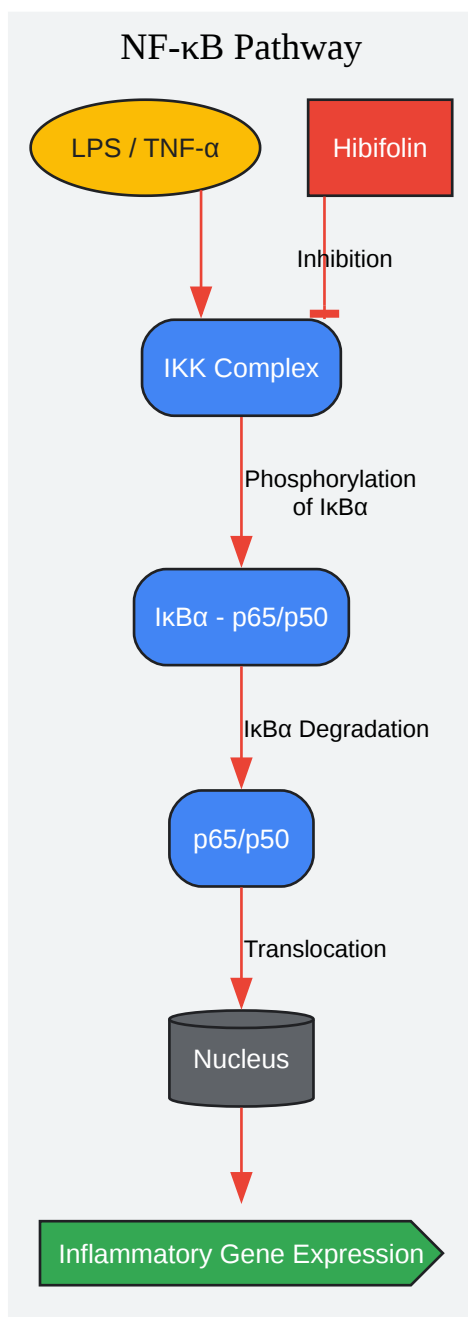 NF-κB Pathway
LPS / TNF-α
Hibifolin
Inhibition
IKK Complex
Phosphorylation
of IκBα
IκBα - p65/p50
IκBα Degradation
p65/p50
Translocation
Nucleus
Inflammatory Gene Expression